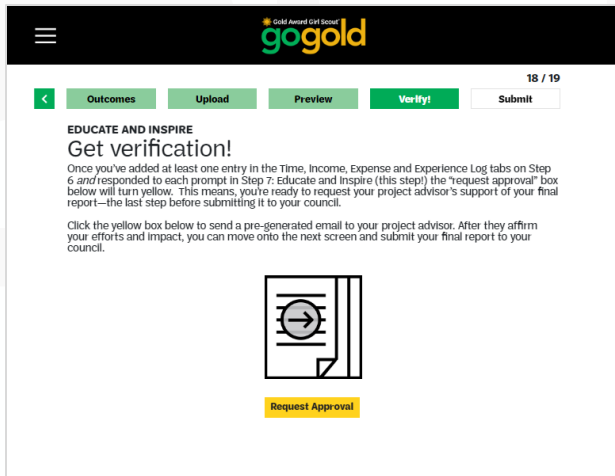 Gold Award Girl Scout
gogold
18 / 19
<
Outcomes
Upload
Preview
Verify!
Submit
EDUCATE AND INSPIRE
Get verification!
Once you've added at least one entry in the Time, Income, Expense and Experience Log tabs on Step
6 and responded to each prompt in Step 7: Educate and Inspire (this step!) the "request approval" box
below will turn yellow. This means, you're ready to request your project advisor's support of your final
report—the last step before submitting it to your council.
Click the yellow box below to send a pre-generated email to your project advisor. After they affirm
your efforts and impact, you can move onto the next screen and submit your final report to your
council.
Request Approval